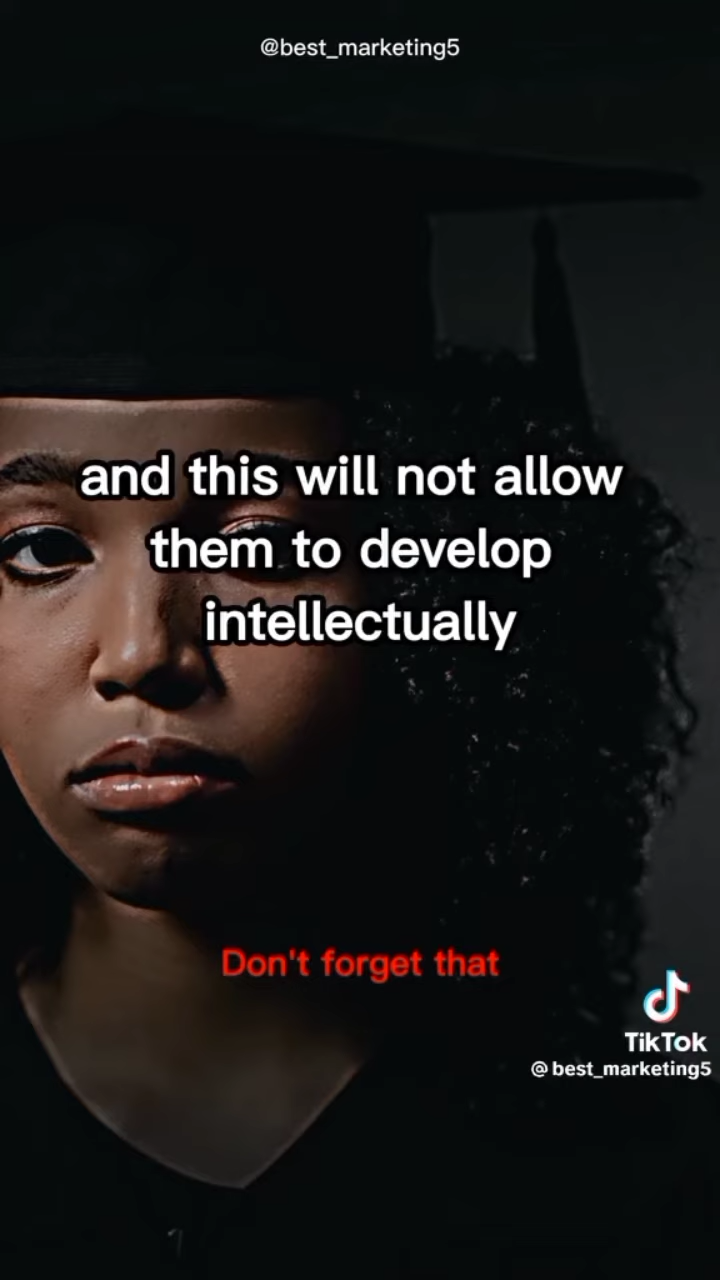 @best_marketing5
and this will not allow
them to develop
intellectually
Don't forget that
TikTok
@best_marketing5